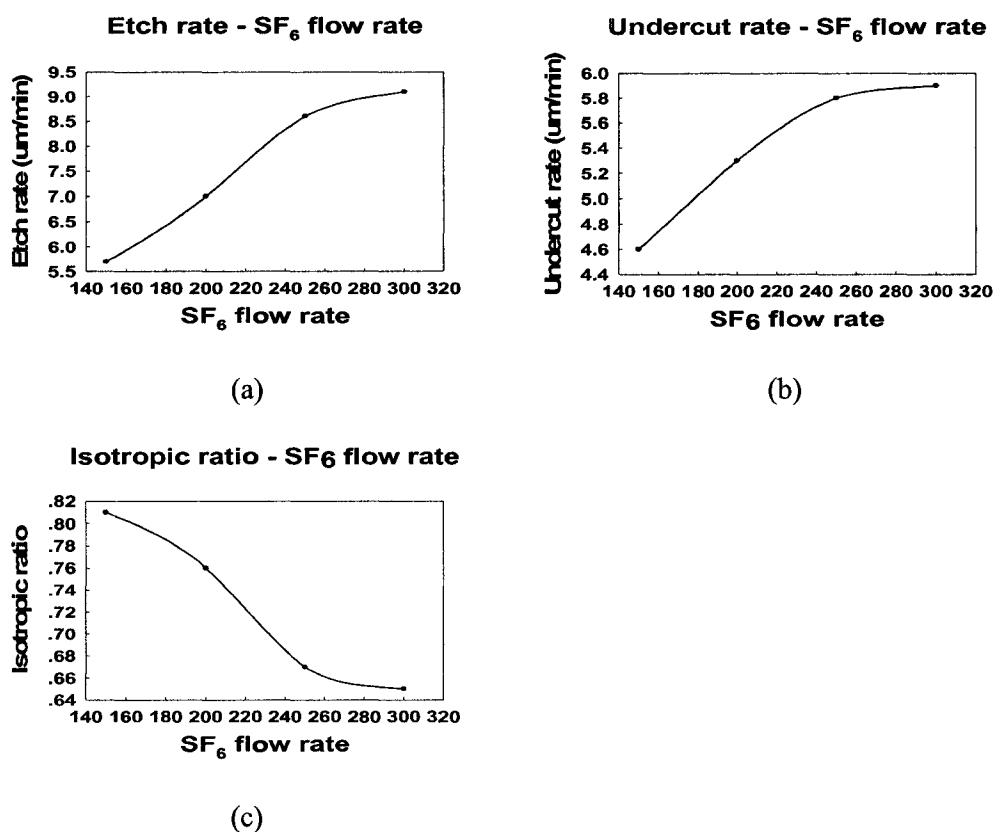 Etch rate - SF₆ flow rate
Etch rate (um/min)
9.5
9.0
8.5
8.0
7.5
7.0
6.5
6.0
5.5
140 160 180 200 220 240 260 280 300 320
SF₆ flow rate
(a)
Undercut rate - SF₆ flow rate
Undercut rate (um/min)
6.0
5.8
5.6
5.4
5.2
5.0
4.8
4.6
4.4
140 160 180 200 220 240 260 280 300 320
SF6 flow rate
(b)
Isotropic ratio - SF6 flow rate
Isotropic ratio
.82
.80
.78
.76
.74
.72
.70
.68
.66
.64
140 160 180 200 220 240 260 280 300 320
SF₆ flow rate
(c)